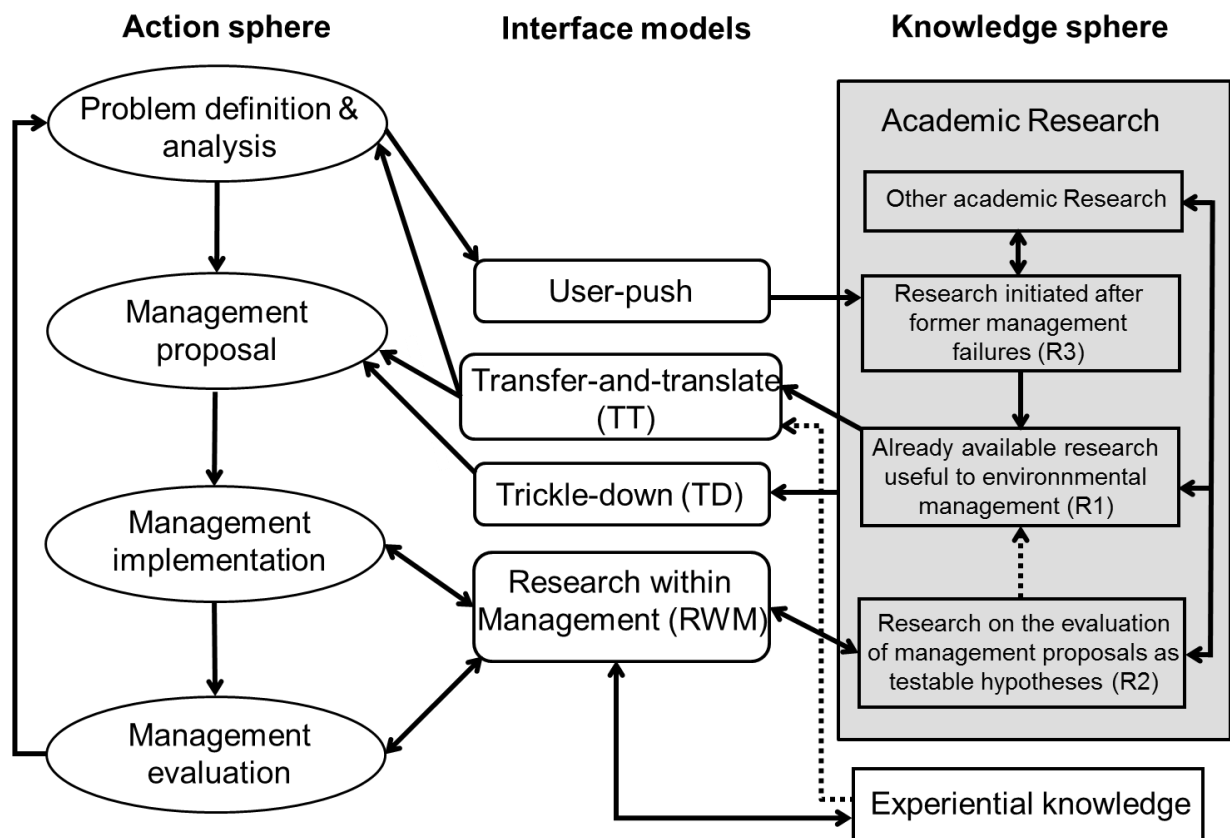 Action sphere
Interface models
Knowledge sphere
Problem definition &
analysis
Management
proposal
Management
implementation
Management
evaluation
User-push
Transfer-and-translate
(TT)
Trickle-down (TD)
Research within
Management (RWM)
Academic Research
Other academic Research
Research initiated after
former management
failures (R3)
Already available research
useful to environnmental
management (R1)
Research on the evaluation
of management proposals as
testable hypotheses (R2)
Experiential knowledge